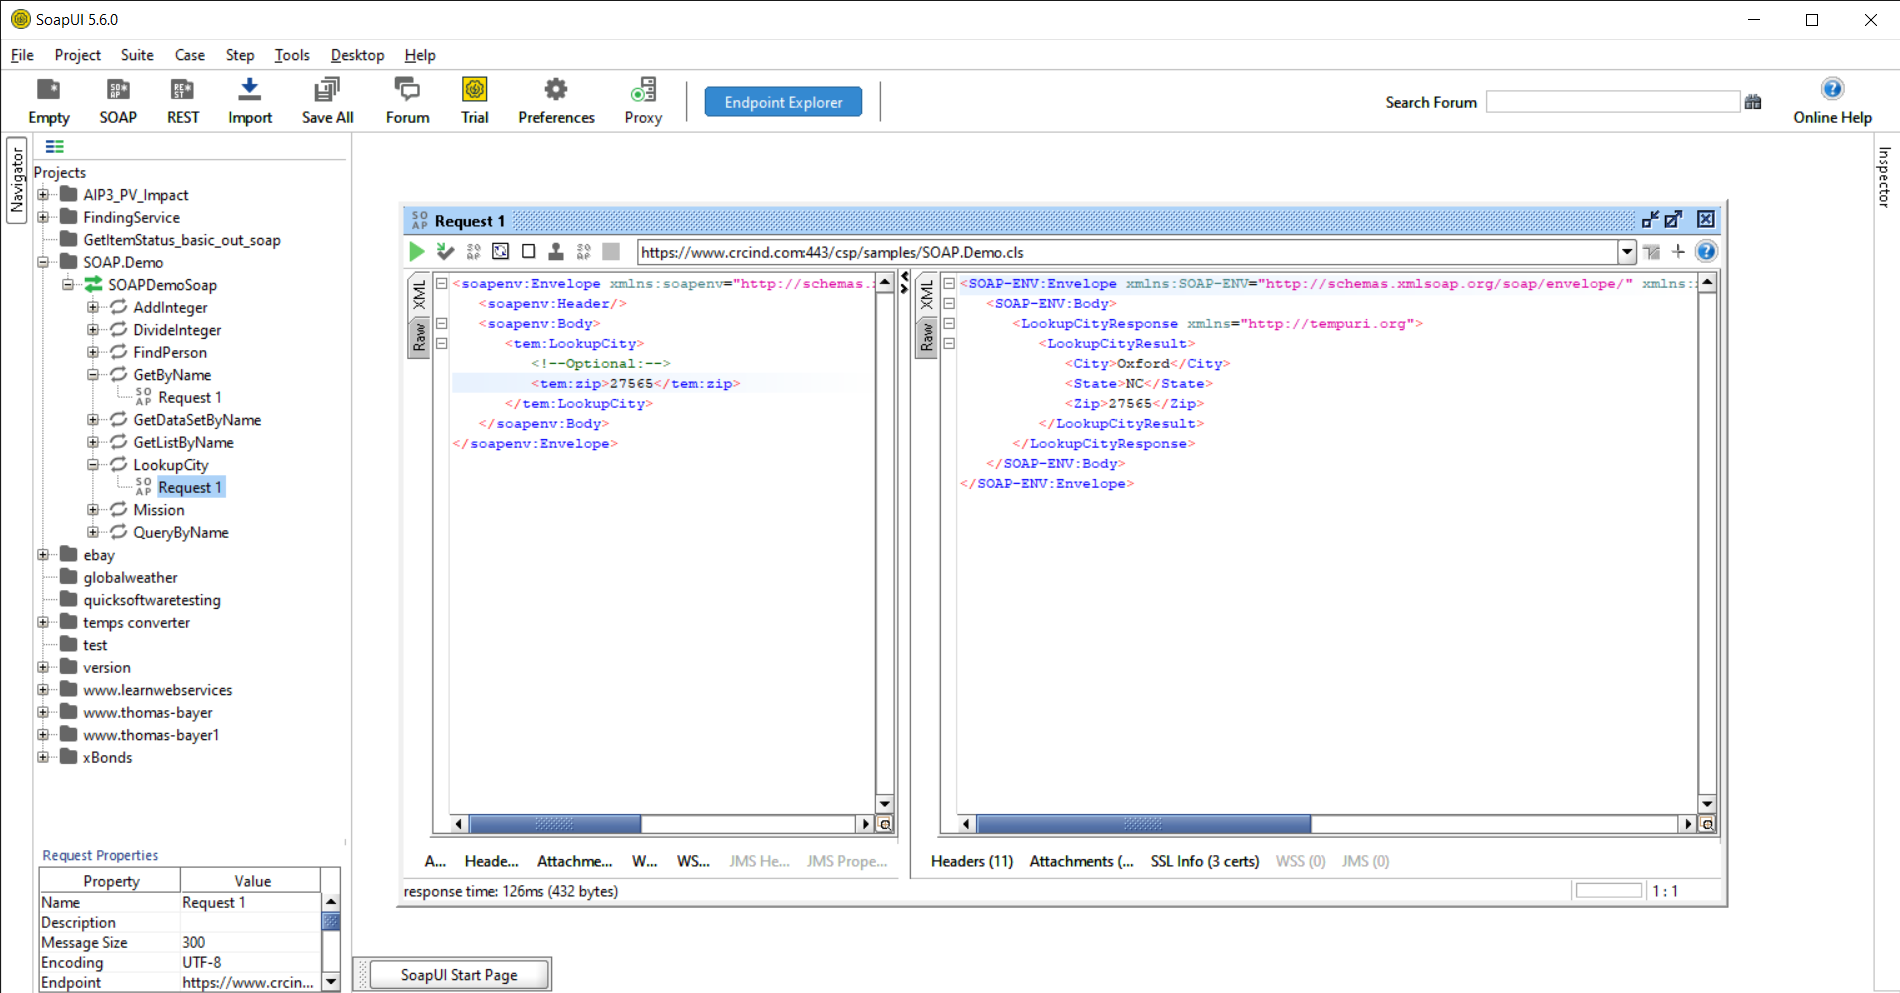 SoapUI 5.6.0
File Project Suite Case Step Tools Desktop Help
Empty SOAP REST Import Save All Forum Trial Preferences Proxy Endpoint Explorer Search Forum Online Help
Navigator
Inspector
Projects
AIP3_PV_Impact
FindingService
GetItemStatus_basic_out_soap
SOAP.Demo
SOAPDemoSoap
AddInteger
DivideInteger
FindPerson
GetByName
Request 1
GetDataSetByName
GetListByName
LookupCity
Request 1
Mission
QueryByName
ebay
globalweather
quicksoftwaretesting
temps converter
test
version
www.learnwebservices
www.thomas-bayer
www.thomas-bayer1
xBonds
Request Properties
Property Value
Name Request 1
Description
Message Size 300
Encoding UTF-8
Endpoint https://www.crcin...
Request 1
https://www.crcind.com:443/csp/samples/SOAP.Demo.cls
XML
Raw
<soapenv:Envelope xmlns:soapenv="http://schemas.
<soapenv:Header/>
<soapenv:Body>
<tem:LookupCity>
<!--Optional:-->
<tem:zip>27565</tem:zip>
</tem:LookupCity>
</soapenv:Body>
</soapenv:Envelope>
XML
Raw
<SOAP-ENV:Envelope xmlns:SOAP-ENV="http://schemas.xmlsoap.org/soap/envelope/" xmlns:
<SOAP-ENV:Body>
<LookupCityResponse xmlns="http://tempuri.org">
<LookupCityResult>
<City>Oxford</City>
<State>NC</State>
<Zip>27565</Zip>
</LookupCityResult>
</LookupCityResponse>
</SOAP-ENV:Body>
</SOAP-ENV:Envelope>
A... Heade... Attachme... W... WS... JMS He... JMS Prope...
Headers (11) Attachments (... SSL Info (3 certs) WSS (0) JMS (0)
response time: 126ms (432 bytes)
1 : 1
SoapUI Start Page